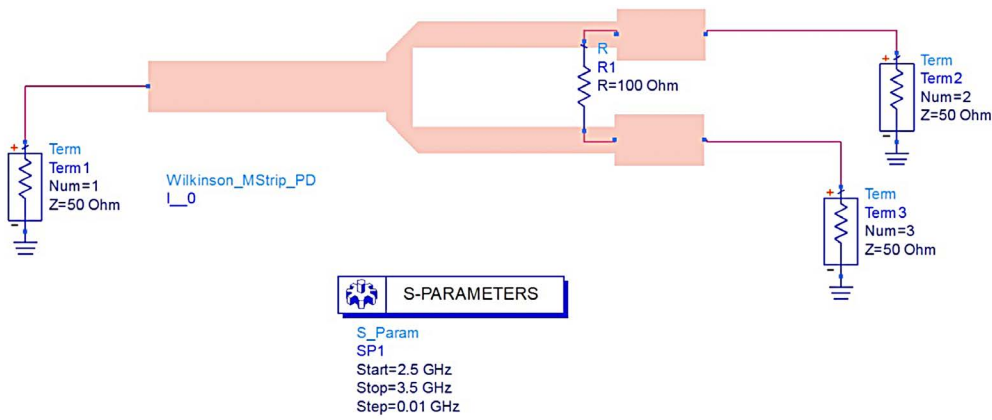 R
R1
R=100 Ohm
Term
Term2
Num=2
Z=50 Ohm
+
-
+
Term
Term1
Num=1
Z=50 Ohm
-
Wilkinson_MStrip_PD
I__0
+
Term
Term3
Num=3
Z=50 Ohm
-
S-PARAMETERS
S_Param
SP1
Start=2.5 GHz
Stop=3.5 GHz
Step=0.01 GHz